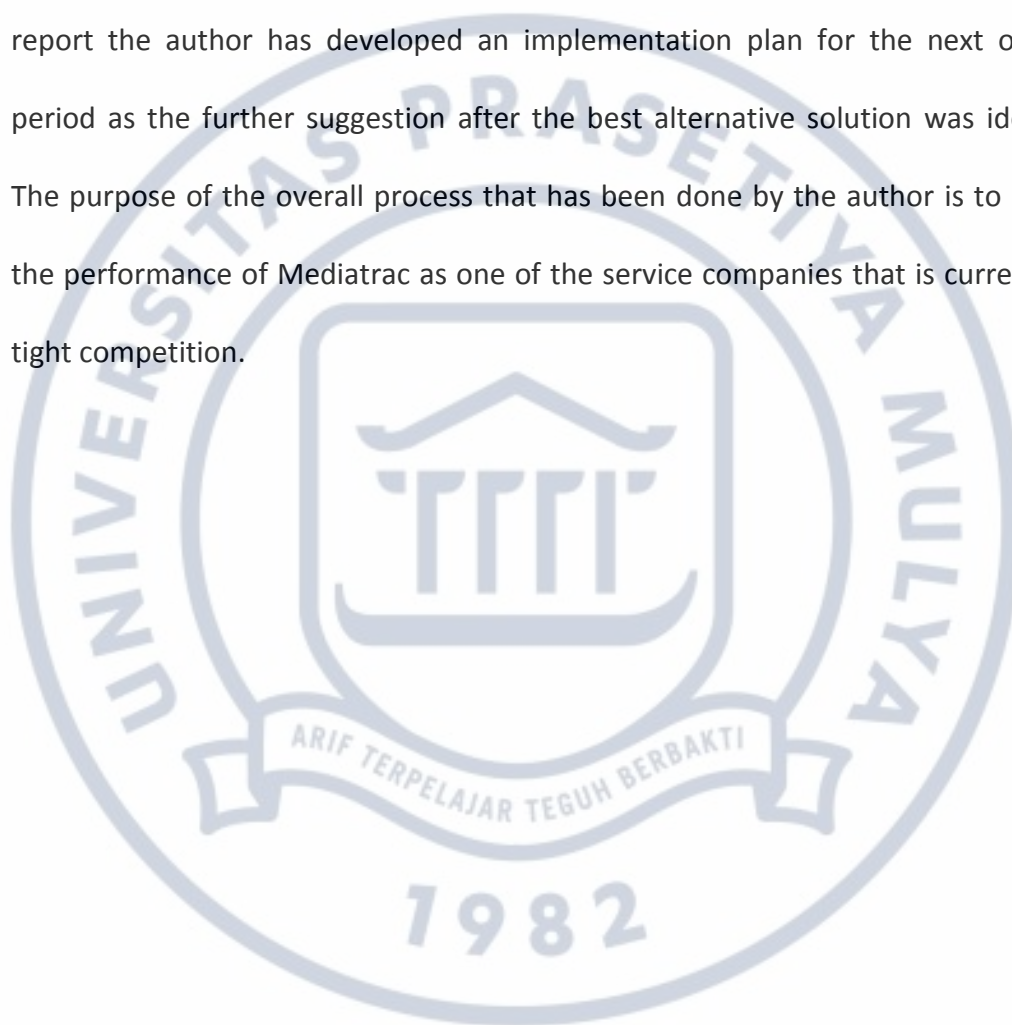 report the author has developed an implementation plan for the next o
period as the further suggestion after the best alternative solution was ide
The purpose of the overall process that has been done by the author is to
the performance of Mediatrac as one of the service companies that is curre
tight competition.
UNIVERSITAS PRASETIYA MULYA
ARIF TERPELAJAR TEGUH BERBAKTI
1982